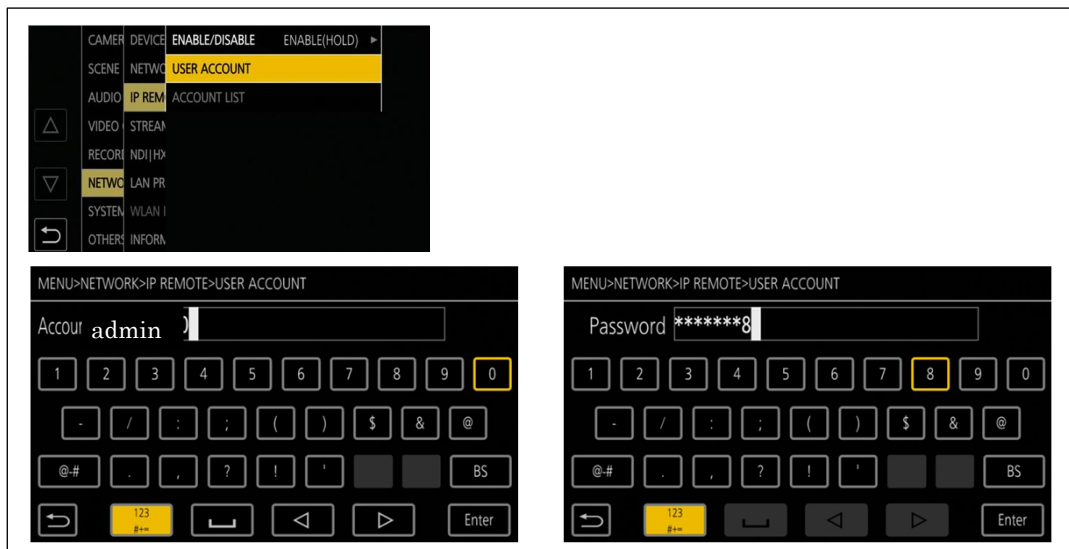 CAMER DEVICE ENABLE/DISABLE ENABLE(HOLD) ▶
SCENE NETWO USER ACCOUNT
AUDIO IP REM ACCOUNT LIST
VIDEO STREAM
RECORD NDI|HX
NETWO LAN PR
SYSTEM WLAN
OTHERS INFORM
MENU>NETWORK>IP REMOTE>USER ACCOUNT
Accour admin
1 2 3 4 5 6 7 8 9 0
- / : ; ( ) $ & @
@-# . , ? ! ' BS
123
#+= Enter
MENU>NETWORK>IP REMOTE>USER ACCOUNT
Password *******8
1 2 3 4 5 6 7 8 9 0
- / : ; ( ) $ & @
@-# . , ? ! ' BS
123
#+= Enter